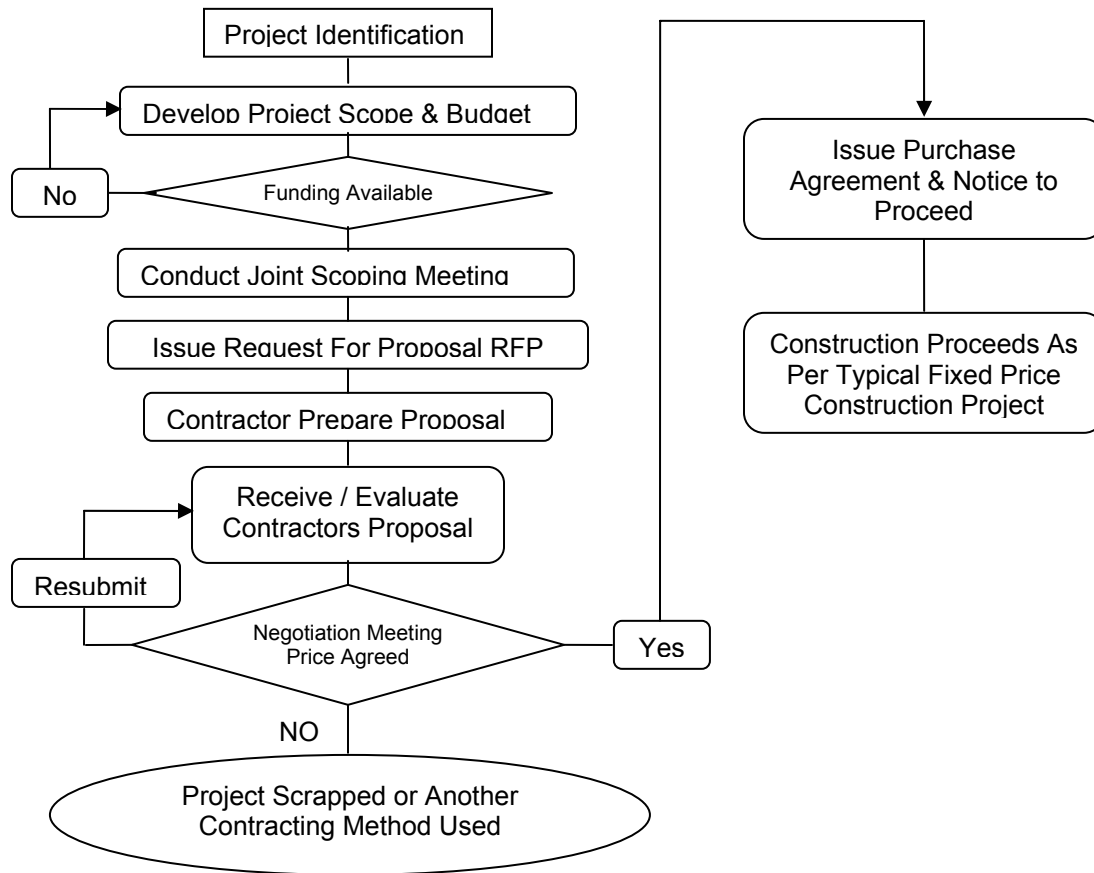 Project Identification
Develop Project Scope & Budget
No
Funding Available
Conduct Joint Scoping Meeting
Issue Request For Proposal RFP
Contractor Prepare Proposal
Receive / Evaluate
Contractors Proposal
Resubmit
Negotiation Meeting
Price Agreed
Yes
NO
Project Scrapped or Another
Contracting Method Used
Issue Purchase
Agreement & Notice to
Proceed
Construction Proceeds As
Per Typical Fixed Price
Construction Project